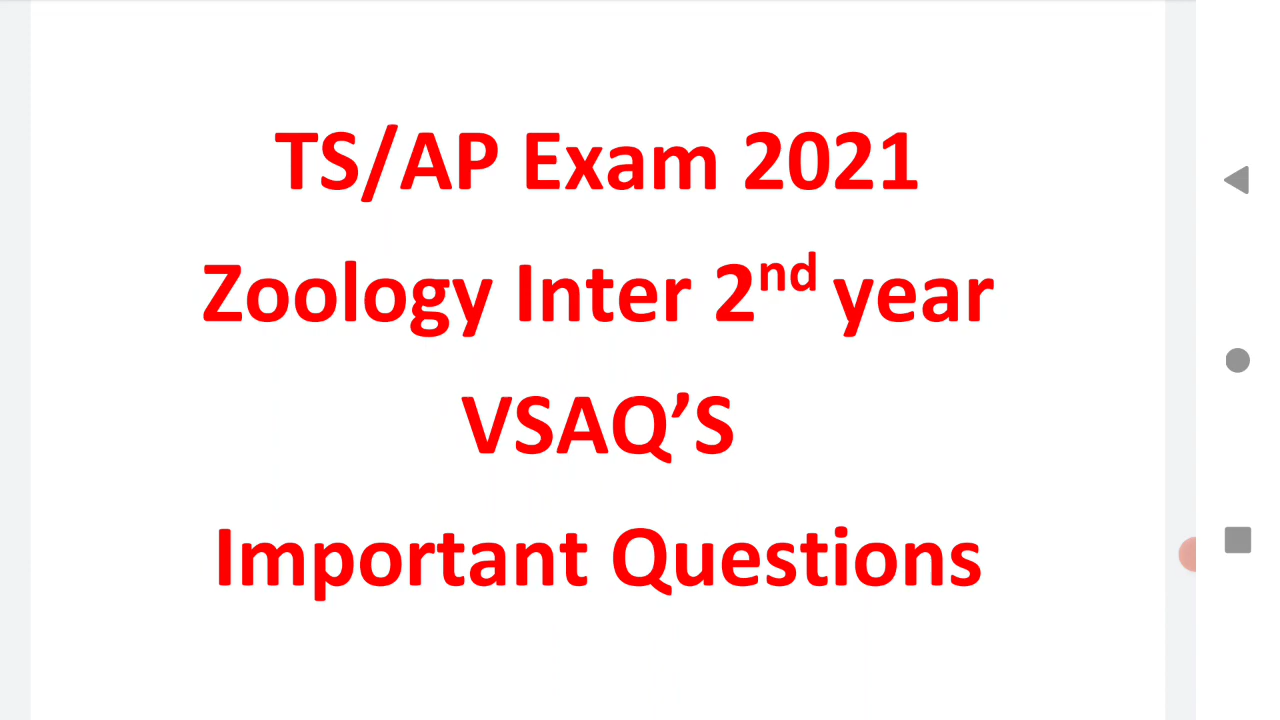 TS/AP Exam 2021
Zoology Inter 2nd year
VSAQ’S
Important Questions